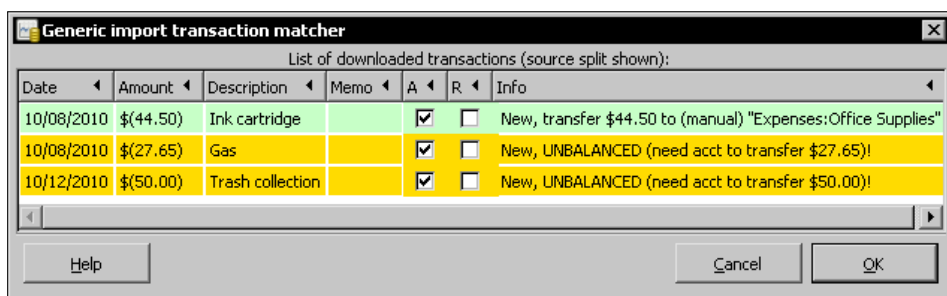 Generic import transaction matcher
List of downloaded transactions (source split shown):
Date Amount Description Memo A R Info
10/08/2010 $(44.50) Ink cartridge New, transfer $44.50 to (manual) "Expenses:Office Supplies"
10/08/2010 $(27.65) Gas New, UNBALANCED (need acct to transfer $27.65)!
10/12/2010 $(50.00) Trash collection New, UNBALANCED (need acct to transfer $50.00)!
Help Cancel OK